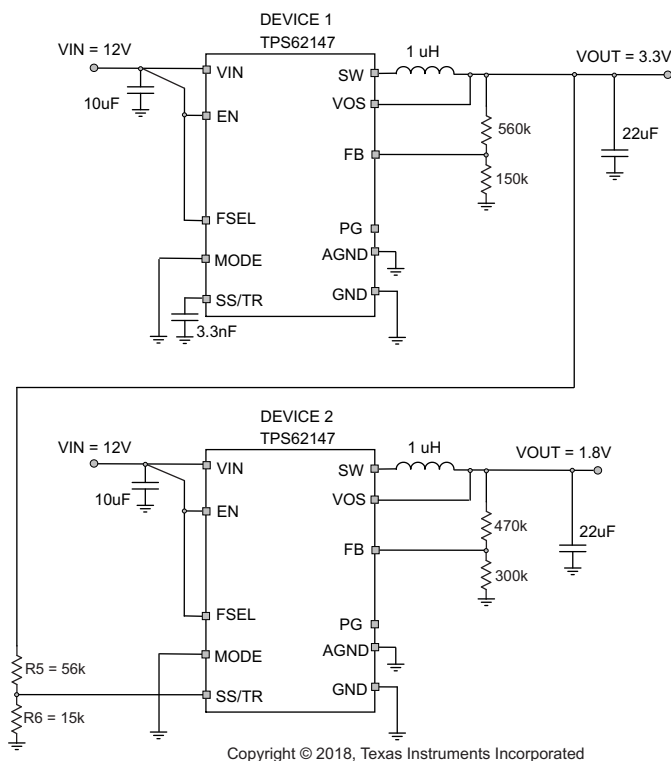 DEVICE 1
TPS62147
VIN = 12V
10uF
VIN
EN
FSEL
MODE
SS/TR
3.3nF
SW
VOS
FB
PG
AGND
GND
1 uH
VOUT = 3.3V
560k
150k
22uF
DEVICE 2
TPS62147
VIN = 12V
10uF
VIN
EN
FSEL
MODE
SS/TR
SW
VOS
FB
PG
AGND
GND
1 uH
VOUT = 1.8V
470k
300k
22uF
R5 = 56k
R6 = 15k
Copyright © 2018, Texas Instruments Incorporated